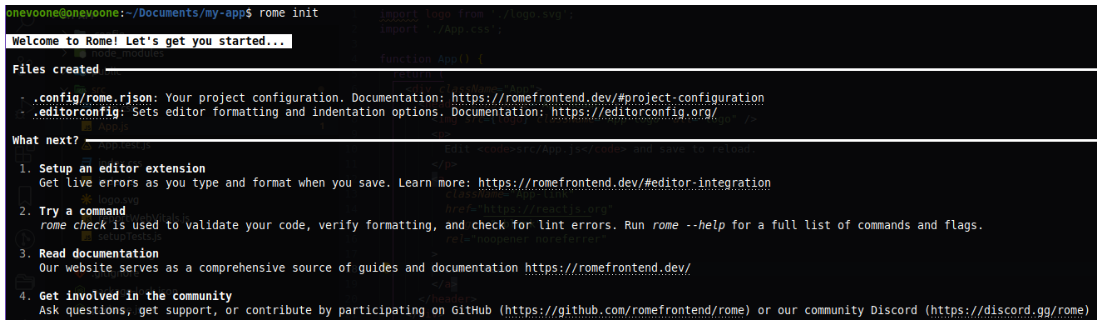 onevoone@onevoone:~/Documents/my-app$ rome init
Welcome to Rome! Let's get you started...
Files created
- .config/rome.rjson: Your project configuration. Documentation: https://romefrontend.dev/#project-configuration
- .editorconfig: Sets editor formatting and indentation options. Documentation: https://editorconfig.org/
What next?
1. Setup an editor extension
Get live errors as you type and format when you save. Learn more: https://romefrontend.dev/#editor-integration
2. Try a command
rome check is used to validate your code, verify formatting, and check for lint errors. Run rome --help for a full list of commands and flags.
3. Read documentation
Our website serves as a comprehensive source of guides and documentation https://romefrontend.dev/
4. Get involved in the community
Ask questions, get support, or contribute by participating on GitHub (https://github.com/romefrontend/rome) or our community Discord (https://discord.gg/rome)